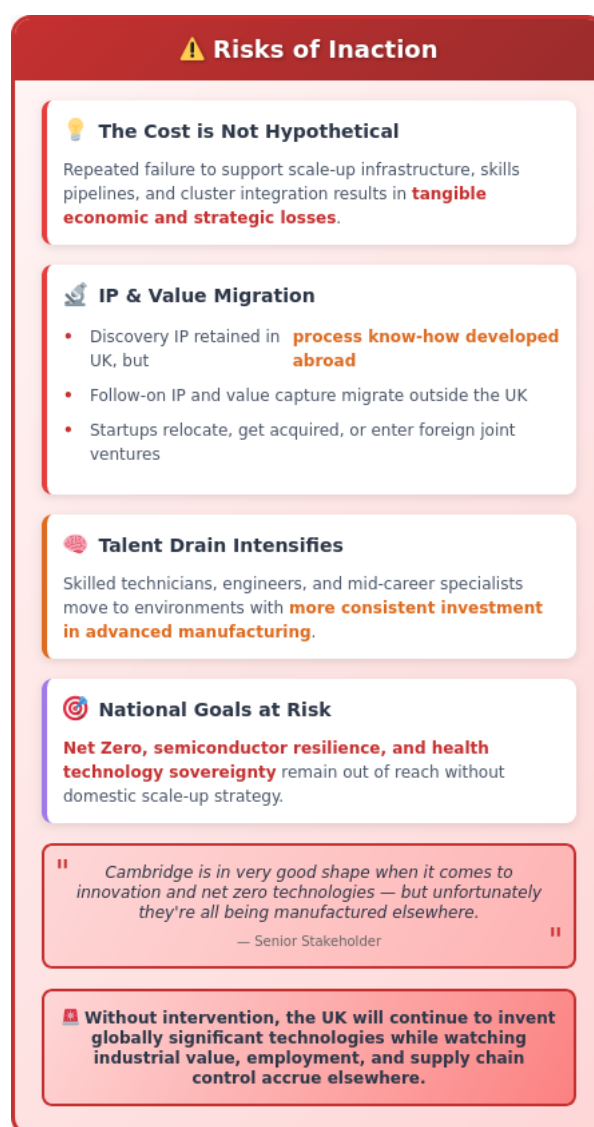 ⚠️ Risks of Inaction
💡 The Cost is Not Hypothetical
Repeated failure to support scale-up infrastructure, skills
pipelines, and cluster integration results in tangible
economic and strategic losses.
🔬 IP & Value Migration
• Discovery IP retained in UK, but process know-how developed abroad
• Follow-on IP and value capture migrate outside the UK
• Startups relocate, get acquired, or enter foreign joint
ventures
🧠 Talent Drain Intensifies
Skilled technicians, engineers, and mid-career specialists
move to environments with more consistent investment
in advanced manufacturing.
🎯 National Goals at Risk
Net Zero, semiconductor resilience, and health
technology sovereignty remain out of reach without
domestic scale-up strategy.
"Cambridge is in very good shape when it comes to
innovation and net zero technologies — but unfortunately
they're all being manufactured elsewhere."
— Senior Stakeholder
🚨 Without intervention, the UK will continue to invent
globally significant technologies while watching
industrial value, employment, and supply chain
control accrue elsewhere.